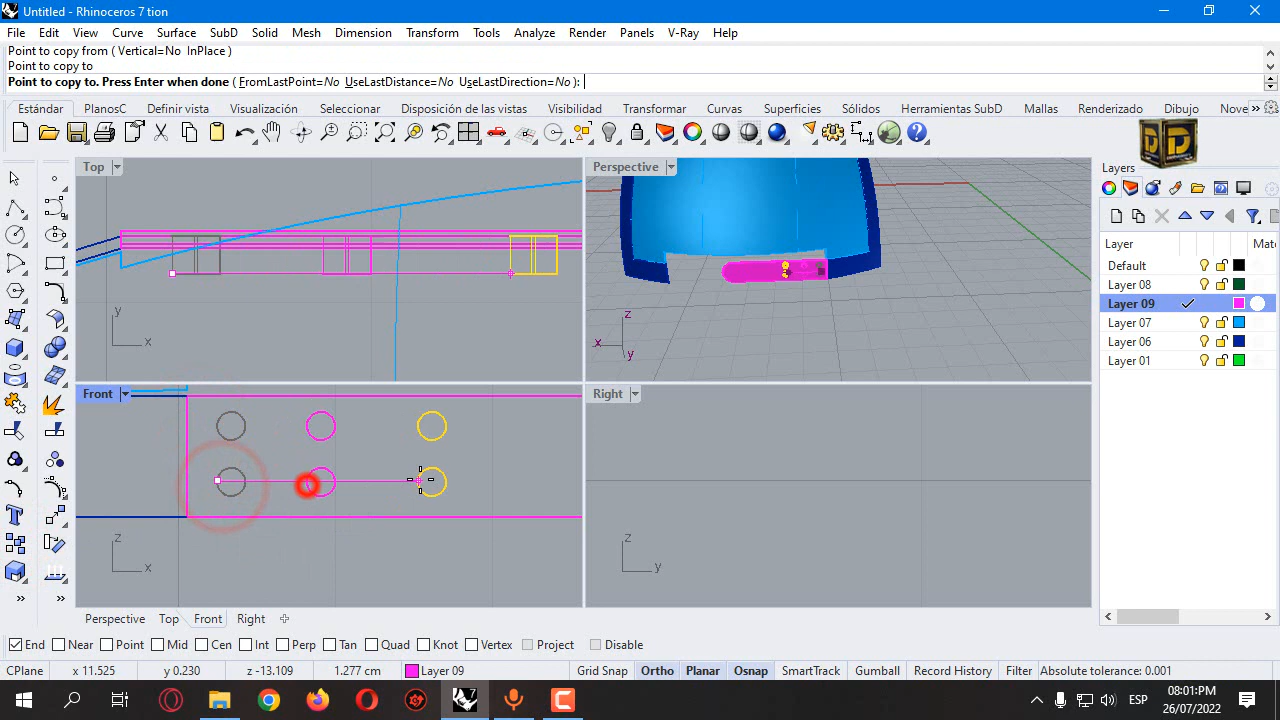 Untitled - Rhinoceros 7 tion
File Edit View Curve Surface SubD Solid Mesh Dimension Transform Tools Analyze Render Panels V-Ray Help
Point to copy from ( Vertical=No InPlace )
Point to copy to
Point to copy to. Press Enter when done ( FromLastPoint=No UseLastDistance=No UseLastDirection=No ):
Estándar PlanosC Definir vista Visualización Seleccionar Disposición de las vistas Visibilidad Transformar Curvas Superficies Sólidos Herramientas SubD Mallas Renderizado Dibujo Nove »
Top
Perspective
Layers
Layer Mate
Default
Layer 08
Layer 09
Layer 07
Layer 06
Layer 01
y
x
z
x
y
Front
Right
z
x
z
y
Perspective Top Front Right
End Near Point Mid Cen Int Perp Tan Quad Knot Vertex Project Disable
CPlane x 11.525 y 0.230 z -13.109 1.277 cm Layer 09 Grid Snap Ortho Planar Osnap SmartTrack Gumball Record History Filter Absolute tolerance: 0.001
ESP
08:01:PM
26/07/2022